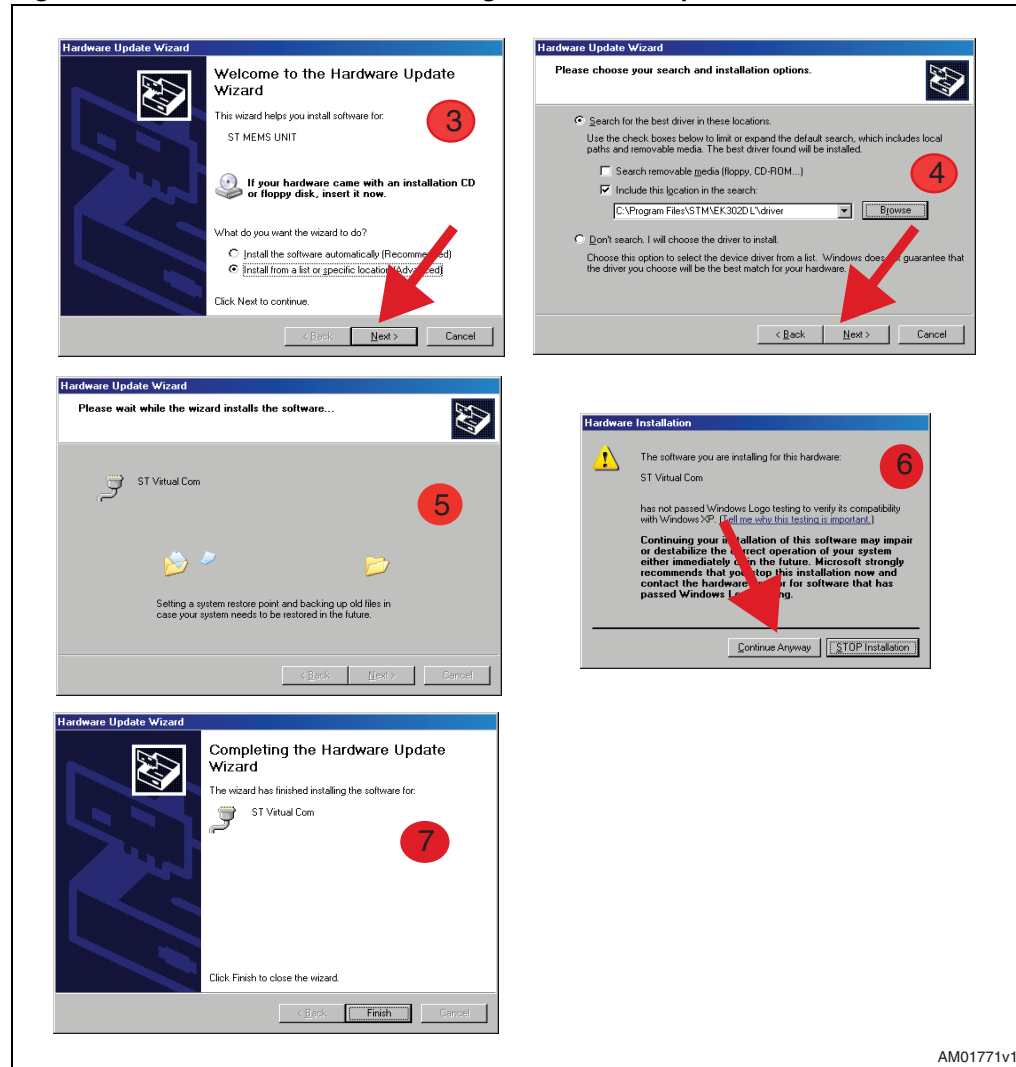 Hardware Update Wizard
Welcome to the Hardware Update
Wizard
This wizard helps you install software for:
ST MEMS UNIT
3
If your hardware came with an installation CD
or floppy disk, insert it now.
What do you want the wizard to do?
Install the software automatically (Recommended)
Install from a list or specific location (Advanced)
Click Next to continue.
< Back Next > Cancel
Hardware Update Wizard
Please choose your search and installation options.
Search for the best driver in these locations.
Use the check boxes below to limit or expand the default search, which includes local
paths and removable media. The best driver found will be installed.
Search removable media (floppy, CD-ROM...)
4
Include this location in the search:
C:\Program Files\STM\EK302DL"\driver Browse
Don't search. I will choose the driver to install.
Choose this option to select the device driver from a list. Windows does guarantee that
the driver you choose will be the best match for your hardware.
< Back Next > Cancel
Hardware Update Wizard
Please wait while the wizard installs the software...
ST Virtual Com
5
Setting a system restore point and backing up old files in
case your system needs to be restored in the future.
< Back Next > Cancel
Hardware Installation
The software you are installing for this hardware:
6
ST Virtual Com
has not passed Windows Logo testing to verify its compatibility
with Windows XP. (Tell me why this testing is important.)
Continuing your installation of this software may impair
or destabilize the correct operation of your system
either immediately or in the future. Microsoft strongly
recommends that you stop this installation now and
contact the hardware for software that has
passed Windows Logo
Continue Anyway STOP Installation
Hardware Update Wizard
Completing the Hardware Update
Wizard
The wizard has finished installing the software for:
ST Virtual Com
7
Click Finish to close the wizard.
< Back Finish Cancel
AM01771v1